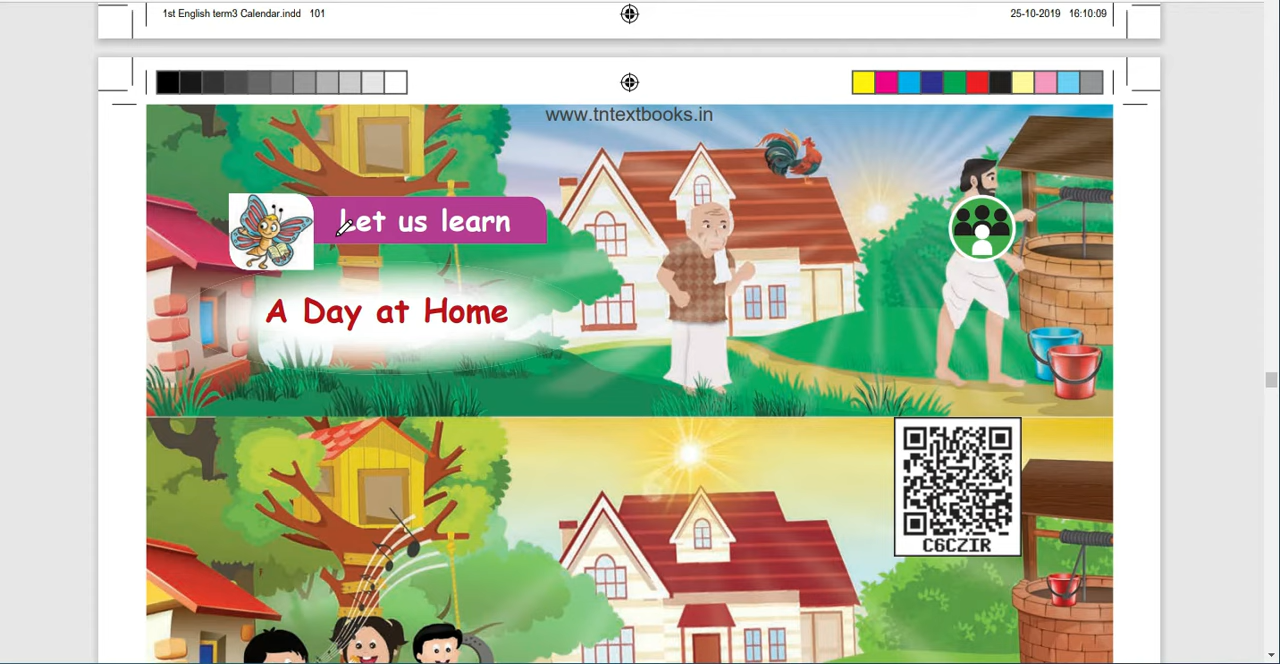 1st English term3 Calendar.indd 101
25-10-2019 16:10:09
www.tntextbooks.in
Let us learn
A Day at Home
C6CZIR